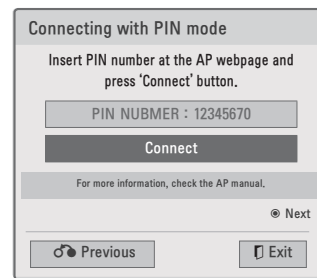 Connecting with PIN mode
Insert PIN number at the AP webpage and
press ‘Connect’ button.
PIN NUBMER : 12345670
Connect
For more information, check the AP manual.
Next
Previous
Exit